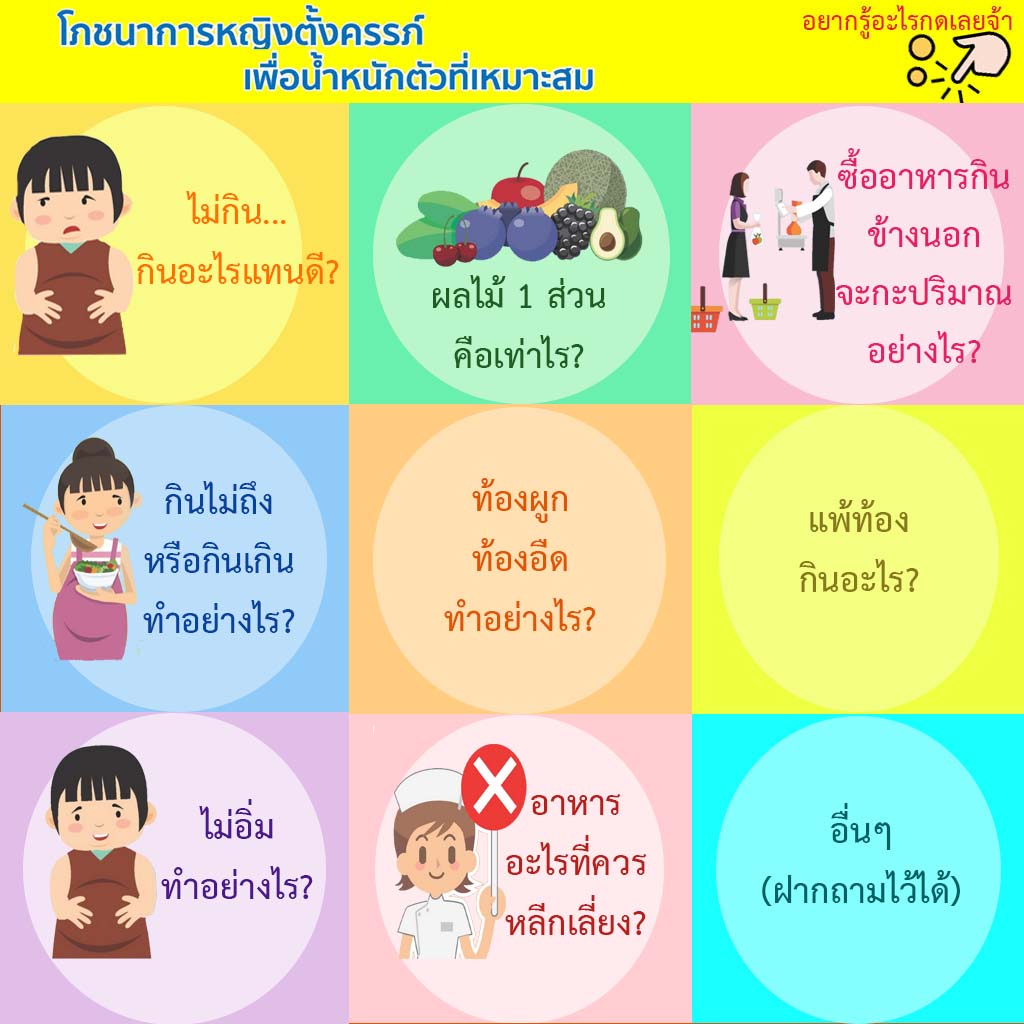 โภชนาการหญิงตั้งครรภ์
เพื่อน้ำหนักตัวที่เหมาะสม
อยากรู้อะไรกดเลยจ้า
ไม่กิน...
กินอะไรแทนดี?
ผลไม้ 1 ส่วน
คือเท่าไร?
ซื้ออาหารกิน
ข้างนอก
จะกะปริมาณ
อย่างไร?
กินไม่ถึง
หรือกินเกิน
ทำอย่างไร?
ท้องผูก
ท้องอืด
ทำอย่างไร?
แพ้ท้อง
กินอะไร?
ไม่อิ่ม
ทำอย่างไร?
อาหาร
อะไรที่ควร
หลีกเลี่ยง?
อื่นๆ
(ฝากถามไว้ได้)